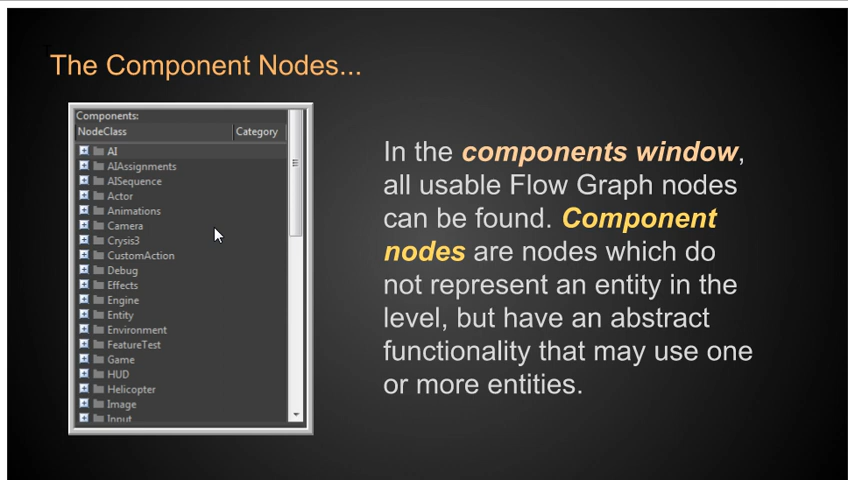 The Component Nodes...
Components:
NodeClass Category
AI
AIAssignments
AISequence
Actor
Animations
Camera
Crysis3
CustomAction
Debug
Effects
Engine
Entity
Environment
FeatureTest
Game
HUD
Helicopter
Image
Input
In the components window,
all usable Flow Graph nodes
can be found. Component
nodes are nodes which do
not represent an entity in the
level, but have an abstract
functionality that may use one
or more entities.